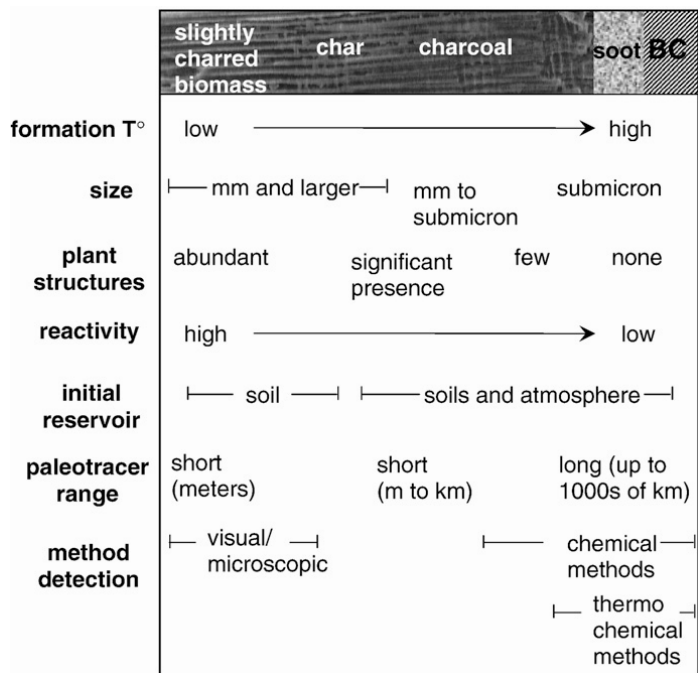 slightly
charred
biomass
char
charcoal
soot
BC
formation T°
low
high
size
mm and larger
mm to
submicron
submicron
plant
structures
abundant
significant
presence
few
none
reactivity
high
low
initial
reservoir
soil
soils and atmosphere
paleotracer
range
short
(meters)
short
(m to km)
long (up to
1000s of km)
method
detection
visual/
microscopic
chemical
methods
thermo
chemical
methods